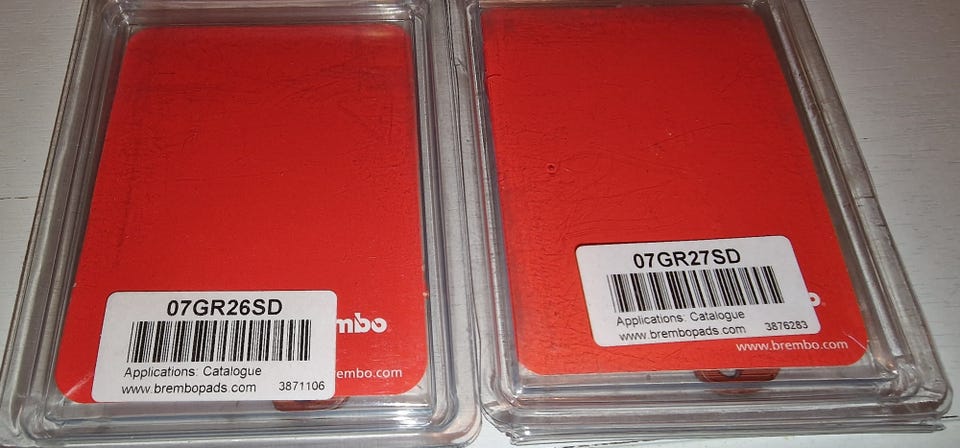 07GR26SD
Applications: Catalogue
www.brembopads.com 3871106
mbo
embo.com
07GR27SD
Applications: Catalogue
www.brembopads.com 3876283
o
www.brembo.com